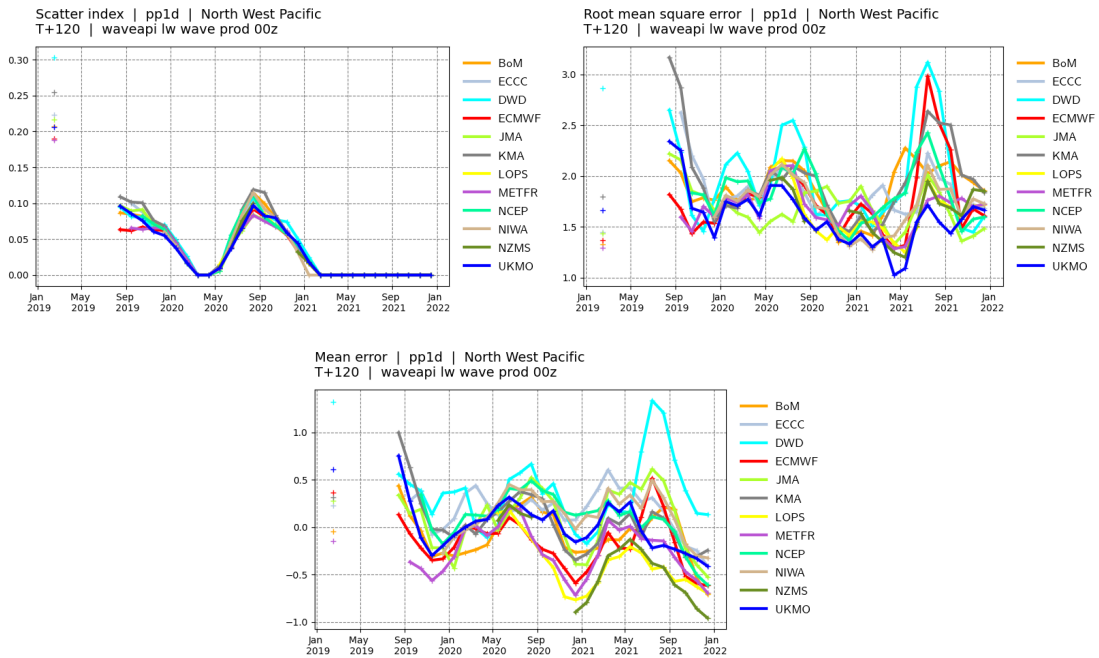 Scatter index | pp1d | North West Pacific
T+120 | waveapi lw wave prod 00z
0.30
0.25
0.20
0.15
0.10
0.05
0.00
Jan May Sep Jan May Sep Jan May Sep Jan
2019 2019 2019 2020 2020 2020 2021 2021 2021 2022
BoM
ECCC
DWD
ECMWF
JMA
KMA
LOPS
METFR
NCEP
NIWA
NZMS
UKMO
Root mean square error | pp1d | North West Pacific
T+120 | waveapi lw wave prod 00z
3.0
2.5
2.0
1.5
1.0
Jan May Sep Jan May Sep Jan May Sep Jan
2019 2019 2019 2020 2020 2020 2021 2021 2021 2022
BoM
ECCC
DWD
ECMWF
JMA
KMA
LOPS
METFR
NCEP
NIWA
NZMS
UKMO
Mean error | pp1d | North West Pacific
T+120 | waveapi lw wave prod 00z
1.0
0.5
0.0
−0.5
−1.0
Jan May Sep Jan May Sep Jan May Sep Jan
2019 2019 2019 2020 2020 2020 2021 2021 2021 2022
BoM
ECCC
DWD
ECMWF
JMA
KMA
LOPS
METFR
NCEP
NIWA
NZMS
UKMO